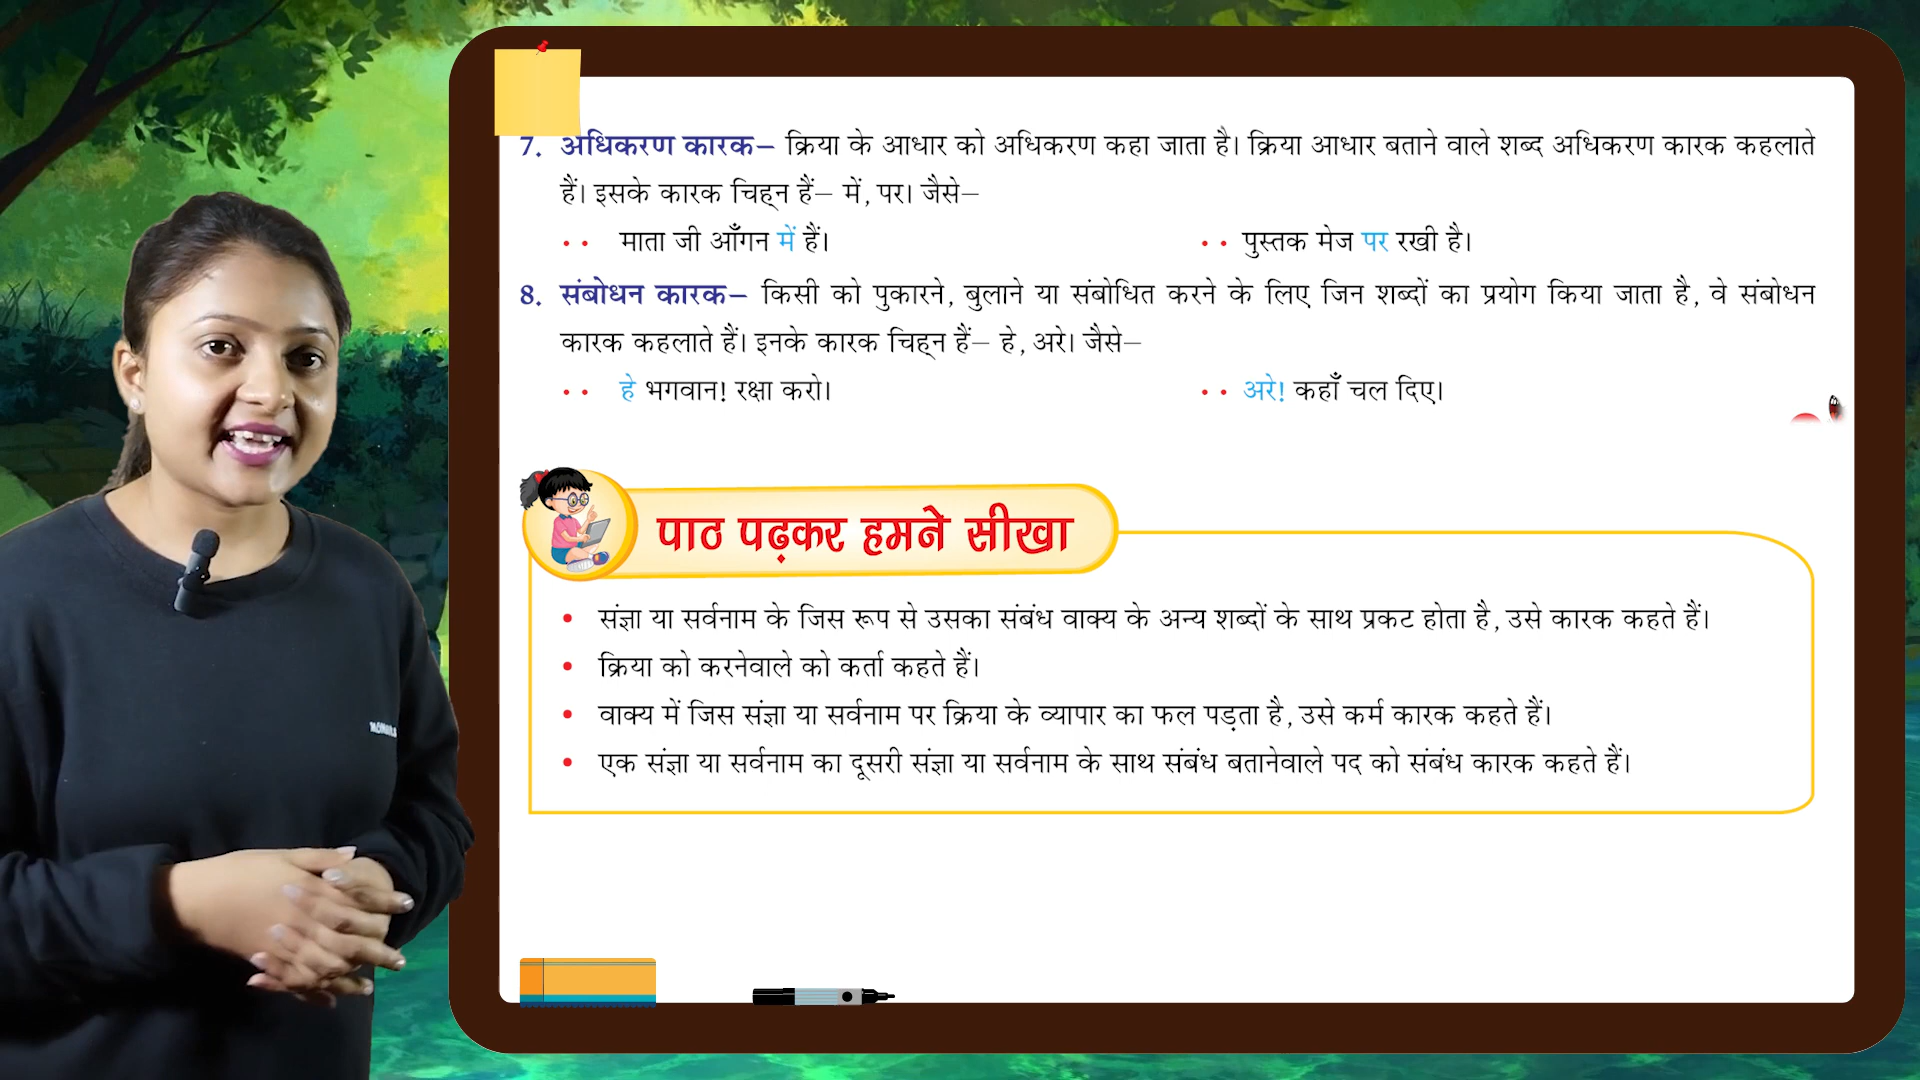 7. अधिकरण कारक– क्रिया के आधार को अधिकरण कहा जाता है। क्रिया आधार बताने वाले शब्द अधिकरण कारक कहलाते
हैं। इसके कारक चिह्‌न हैं– में, पर। जैसे–
•• माता जी आँगन में हैं। •• पुस्तक मेज पर रखी है।
8. संबोधन कारक– किसी को पुकारने, बुलाने या संबोधित करने के लिए जिन शब्दों का प्रयोग किया जाता है, वे संबोधन
कारक कहलाते हैं। इनके कारक चिह्‌न हैं– हे, अरे। जैसे–
•• हे भगवान! रक्षा करो। •• अरे! कहाँ चल दिए।
पाठ पढ़कर हमने सीखा
• संज्ञा या सर्वनाम के जिस रूप से उसका संबंध वाक्य के अन्य शब्दों के साथ प्रकट होता है, उसे कारक कहते हैं।
• क्रिया को करनेवाले को कर्ता कहते हैं।
• वाक्य में जिस संज्ञा या सर्वनाम पर क्रिया के व्यापार का फल पड़ता है, उसे कर्म कारक कहते हैं।
• एक संज्ञा या सर्वनाम का दूसरी संज्ञा या सर्वनाम के साथ संबंध बतानेवाले पद को संबंध कारक कहते हैं।